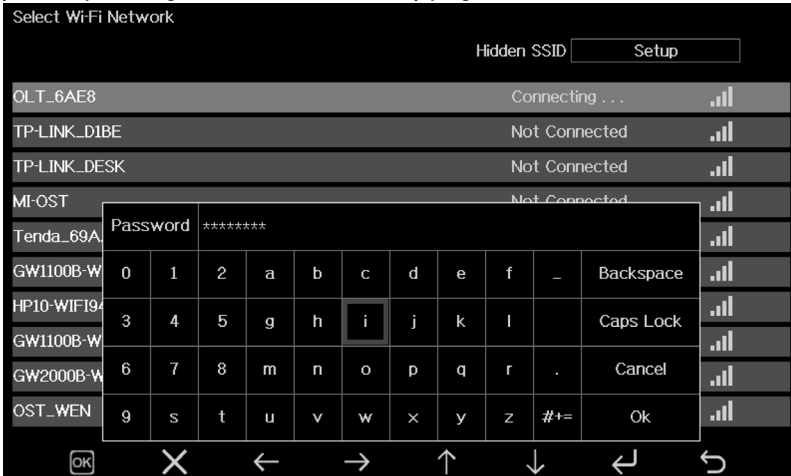 Select Wi-Fi Network
Hidden SSID Setup
OLT_6AE8 Connecting . . .
TP-LINK_D1BE Not Connected
TP-LINK_DESK Not Connected
MI-OST Not Connected
Tenda_69A
GW1100B-W
HP10-WIFI94
GW1100B-W
GW2000B-W
OST_WEN
Password ********
0 1 2 a b c d e f _ Backspace
3 4 5 g h i j k l Caps Lock
6 7 8 m n o p q r . Cancel
9 s t u v w x y z #+= Ok
OK